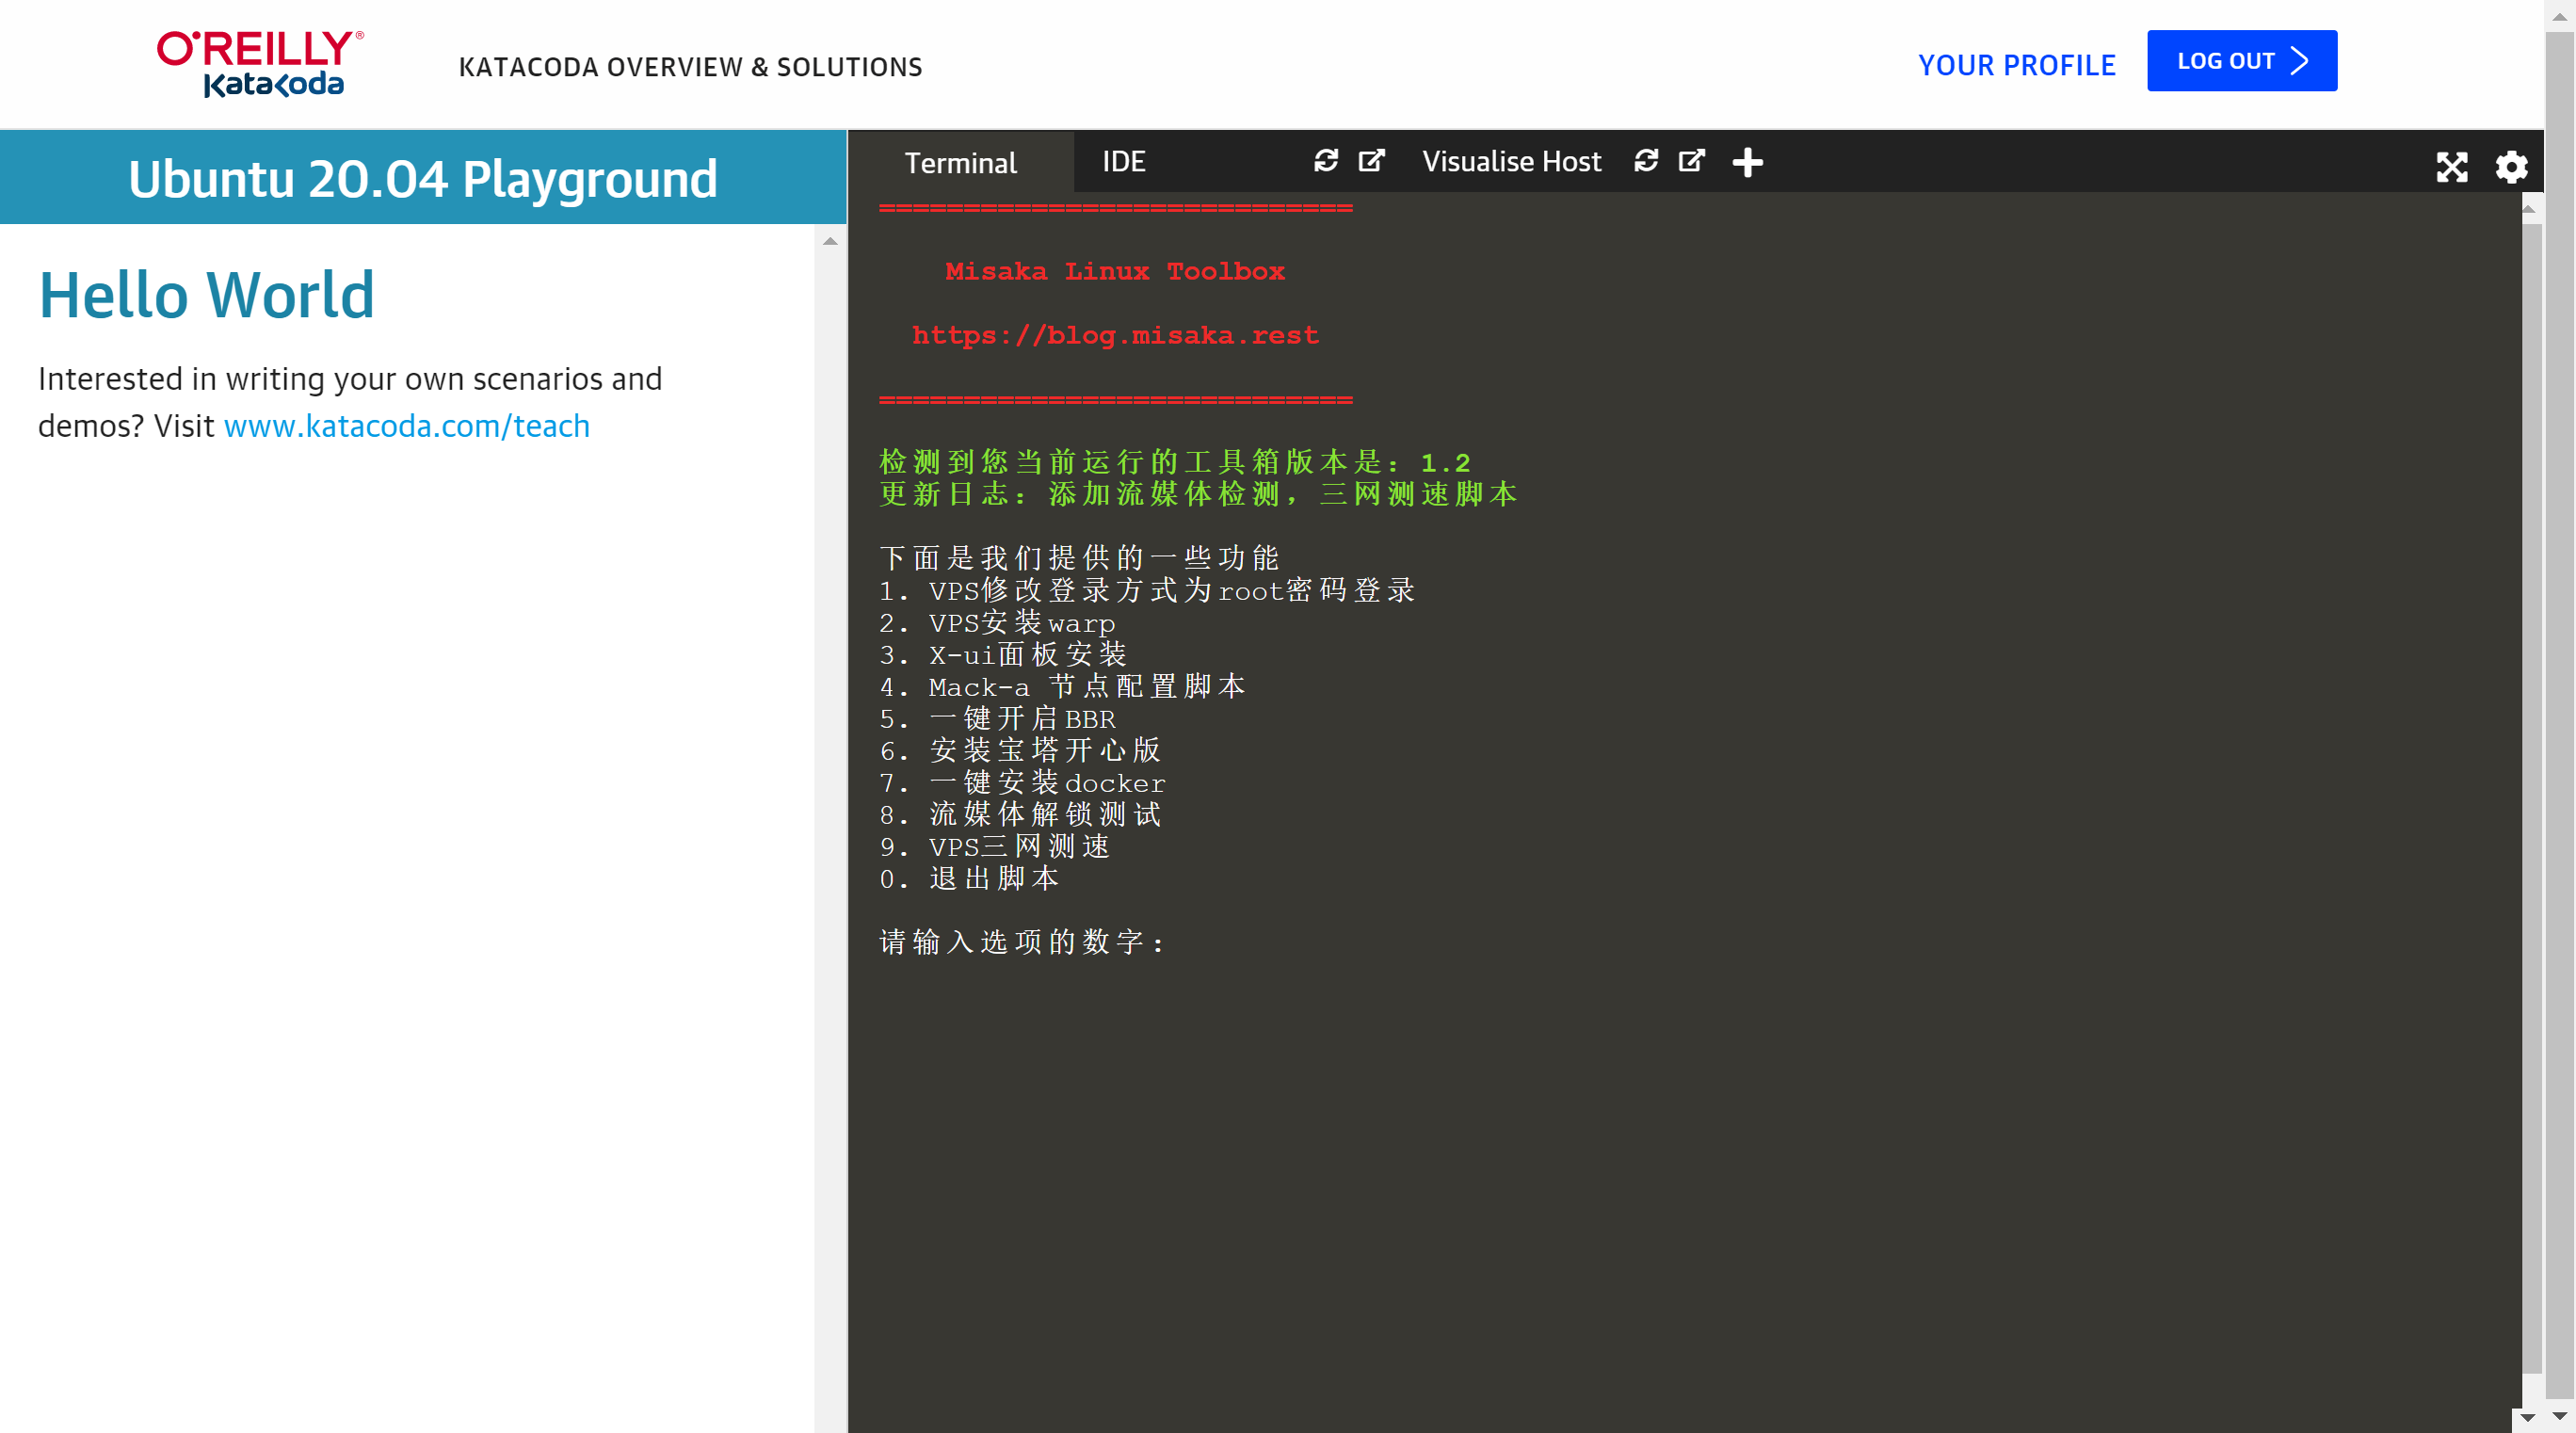 O'REILLY®
Katacoda
KATACODA OVERVIEW & SOLUTIONS
YOUR PROFILE
LOG OUT
Ubuntu 20.04 Playground
Hello World
Interested in writing your own scenarios and
demos? Visit www.katacoda.com/teach
Terminal
IDE
Visualise Host
============================
Misaka Linux Toolbox
https://blog.misaka.rest
============================
检测到您当前运行的工具箱版本是：1.2
更新日志：添加流媒体检测，三网测速脚本
下面是我们提供的一些功能
1. VPS修改登录方式为root密码登录
2. VPS安装warp
3. X-ui面板安装
4. Mack-a 节点配置脚本
5. 一键开启BBR
6. 安装宝塔开心版
7. 一键安装docker
8. 流媒体解锁测试
9. VPS三网测速
0. 退出脚本
请输入选项的数字：